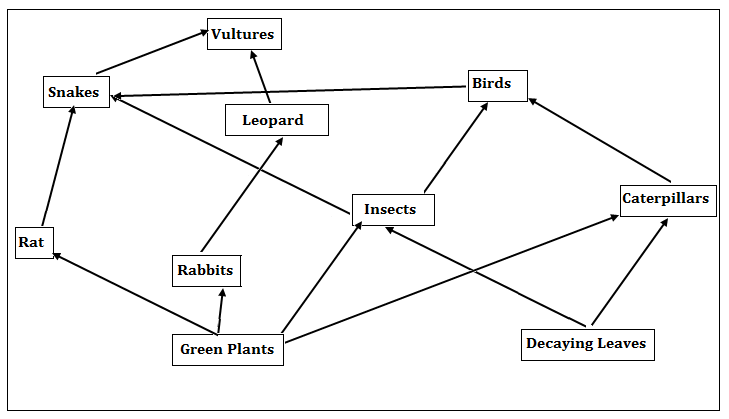 Vultures
Snakes
Birds
Leopard
Insects
Caterpillars
Rat
Rabbits
Green Plants
Decaying Leaves